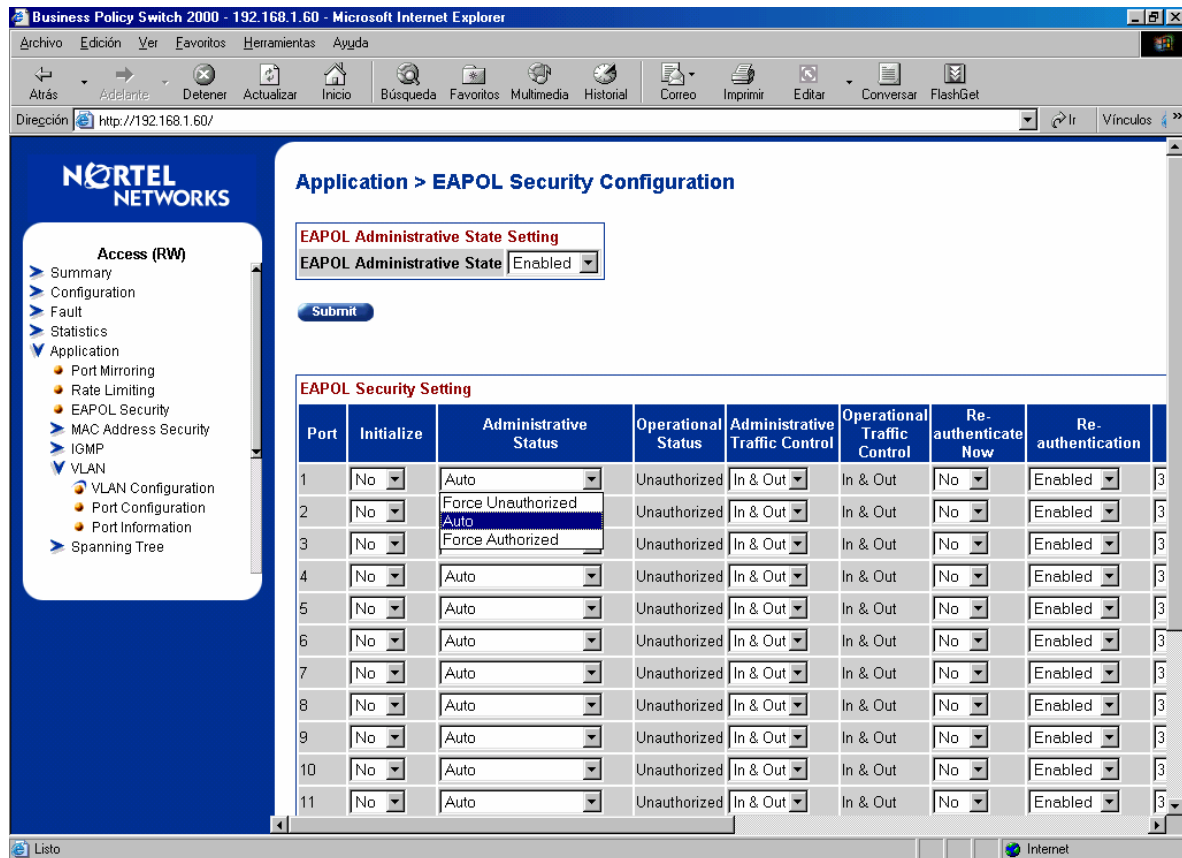 Business Policy Switch 2000 - 192.168.1.60 - Microsoft Internet Explorer
Archivo Edición Ver Favoritos Herramientas Ayuda
Atrás Adelante Detener Actualizar Inicio Búsqueda Favoritos Multimedia Historial Correo Imprimir Editar Conversar FlashGet
Dirección http://192.168.1.60/ Ir Vínculos »
NORTEL
NETWORKS
Access (RW)
Summary
Configuration
Fault
Statistics
Application
Port Mirroring
Rate Limiting
EAPOL Security
MAC Address Security
IGMP
VLAN
VLAN Configuration
Port Configuration
Port Information
Spanning Tree
Application > EAPOL Security Configuration
EAPOL Administrative State Setting
EAPOL Administrative State Enabled
Submit
EAPOL Security Setting
Port Initialize Administrative Status Operational Status Administrative Traffic Control Operational Traffic Control Re-authenticate Now Re-authentication
1 No Auto Unauthorized In & Out In & Out No Enabled 3
Force Unauthorized
Auto
Force Authorized
2 No Unauthorized In & Out In & Out No Enabled 3
3 No Unauthorized In & Out In & Out No Enabled 3
4 No Auto Unauthorized In & Out In & Out No Enabled 3
5 No Auto Unauthorized In & Out In & Out No Enabled 3
6 No Auto Unauthorized In & Out In & Out No Enabled 3
7 No Auto Unauthorized In & Out In & Out No Enabled 3
8 No Auto Unauthorized In & Out In & Out No Enabled 3
9 No Auto Unauthorized In & Out In & Out No Enabled 3
10 No Auto Unauthorized In & Out In & Out No Enabled 3
11 No Auto Unauthorized In & Out In & Out No Enabled 3
Listo Internet